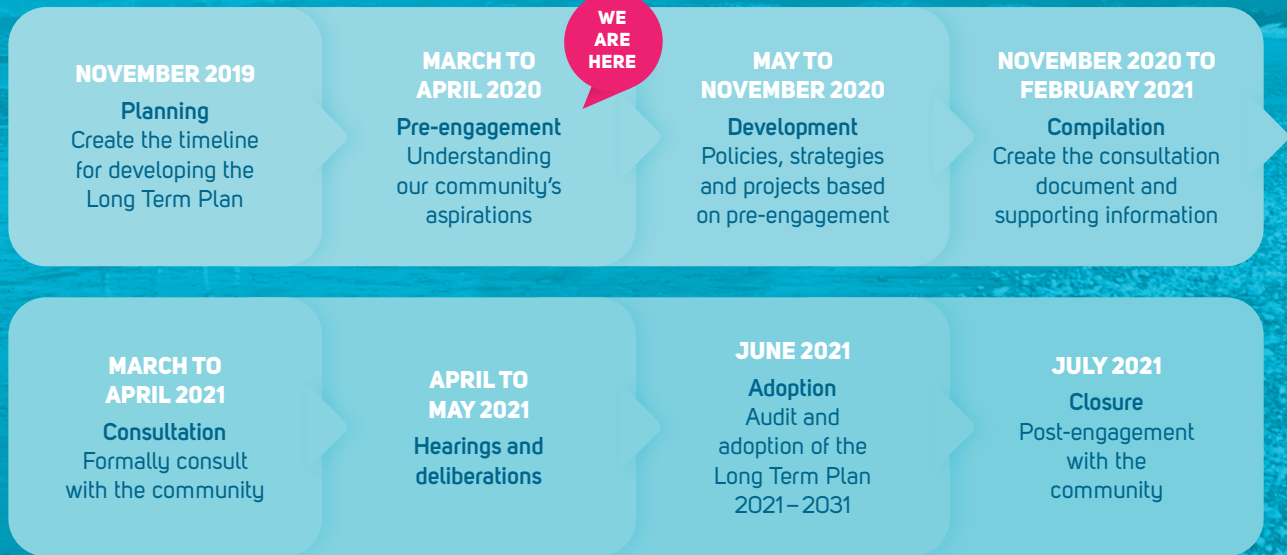 WE
ARE
HERE
NOVEMBER 2019
Planning
Create the timeline
for developing the
Long Term Plan
MARCH TO
APRIL 2020
Pre-engagement
Understanding
our community's
aspirations
MAY TO
NOVEMBER 2020
Development
Policies, strategies
and projects based
on pre-engagement
NOVEMBER 2020 TO
FEBRUARY 2021
Compilation
Create the consultation
document and
supporting information
MARCH TO
APRIL 2021
Consultation
Formally consult
with the community
APRIL TO
MAY 2021
Hearings and
deliberations
JUNE 2021
Adoption
Audit and
adoption of the
Long Term Plan
2021–2031
JULY 2021
Closure
Post-engagement
with the
community